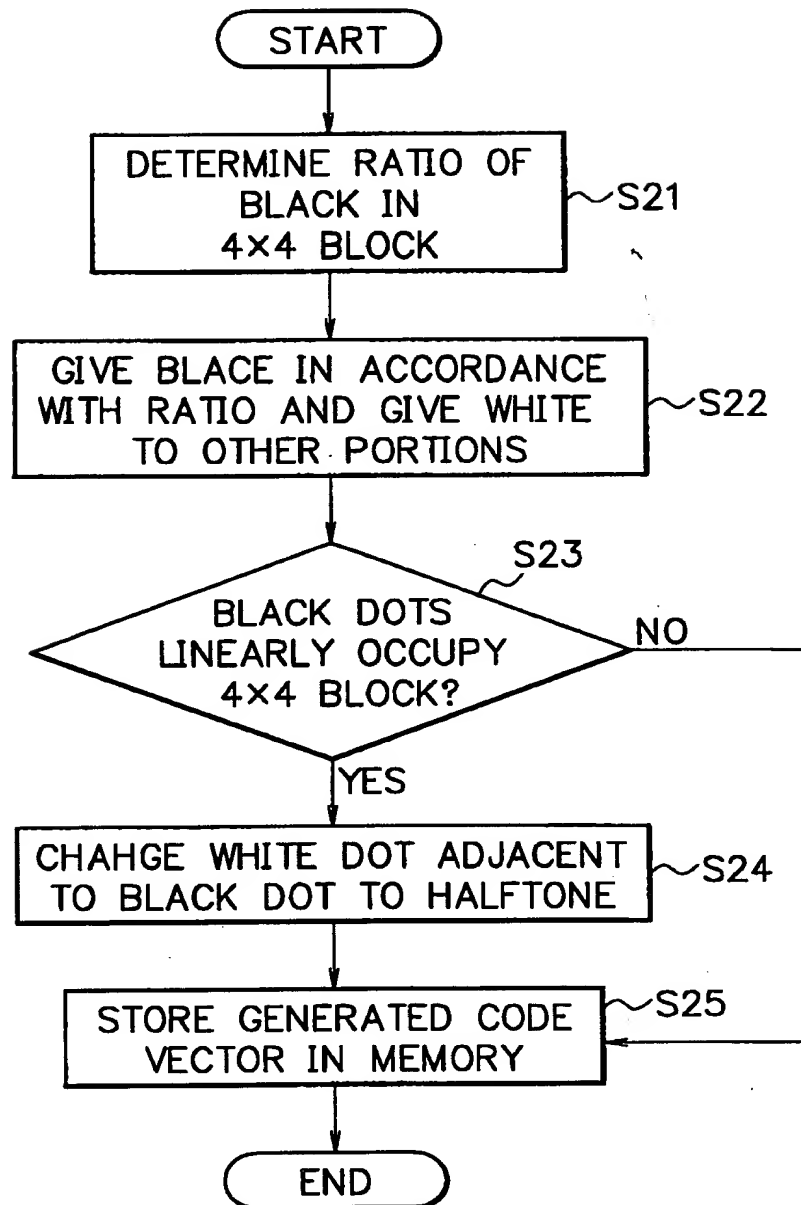 START
DETERMINE RATIO OF
BLACK IN
4×4 BLOCK
S21
GIVE BLACE IN ACCORDANCE
WITH RATIO AND GIVE WHITE
TO OTHER PORTIONS
S22
S23
BLACK DOTS
LINEARLY OCCUPY
4×4 BLOCK?
NO
YES
CHAHGE WHITE DOT ADJACENT
TO BLACK DOT TO HALFTONE
S24
STORE GENERATED CODE
VECTOR IN MEMORY
S25
END